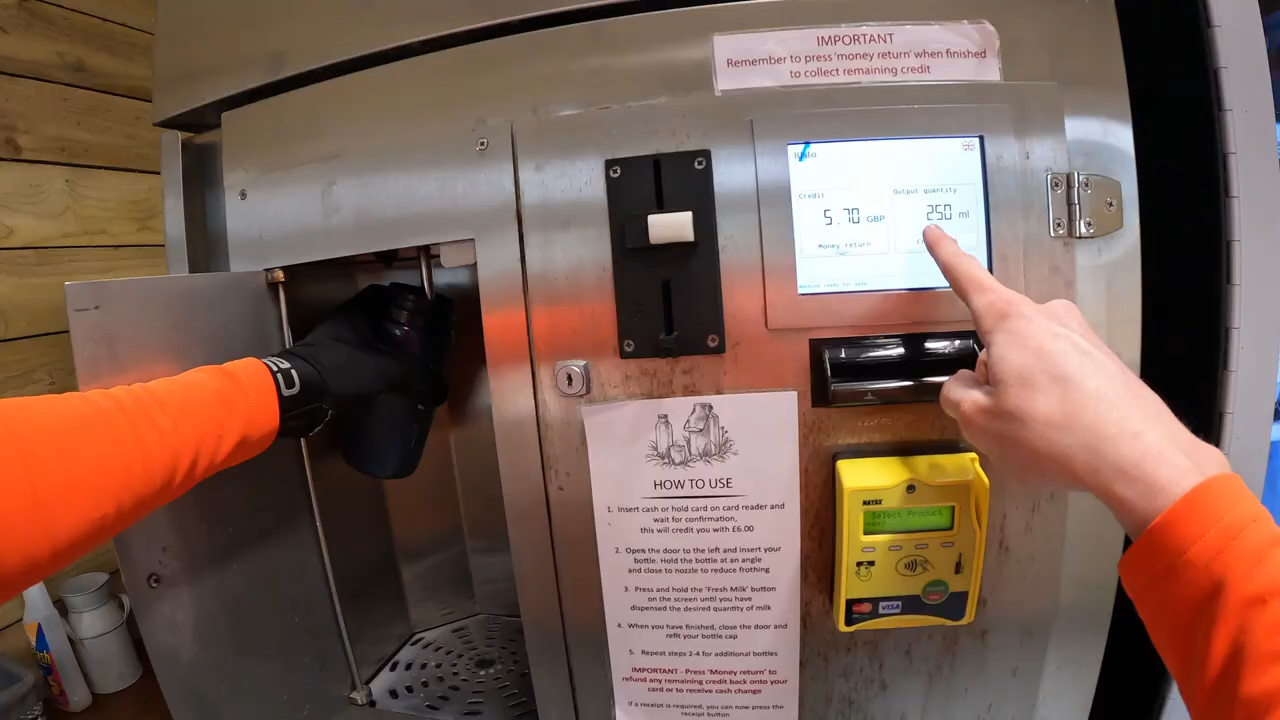 IMPORTANT
Remember to press 'money return' when finished
to collect remaining credit
Credit
5.70 GBP
Money return
Output quantity
250 ml
Machine ready for sale
HOW TO USE
1. Insert cash or hold card on card reader and
wait for confirmation,
this will credit you with £6.00
2. Open the door to the left and insert your
bottle. Hold the bottle at an angle
and close to nozzle to reduce frothing
3. Press and hold the 'Fresh Milk' button
on the screen until you have
dispensed the desired quantity of milk
4. When you have finished, close the door and
refit your bottle cap
5. Repeat steps 2-4 for additional bottles
IMPORTANT - Press 'Money return' to
refund any remaining credit back onto your
card or to receive cash change
If a receipt is required, you can now press the
receipt button
NAYAX
Select Product
VISA